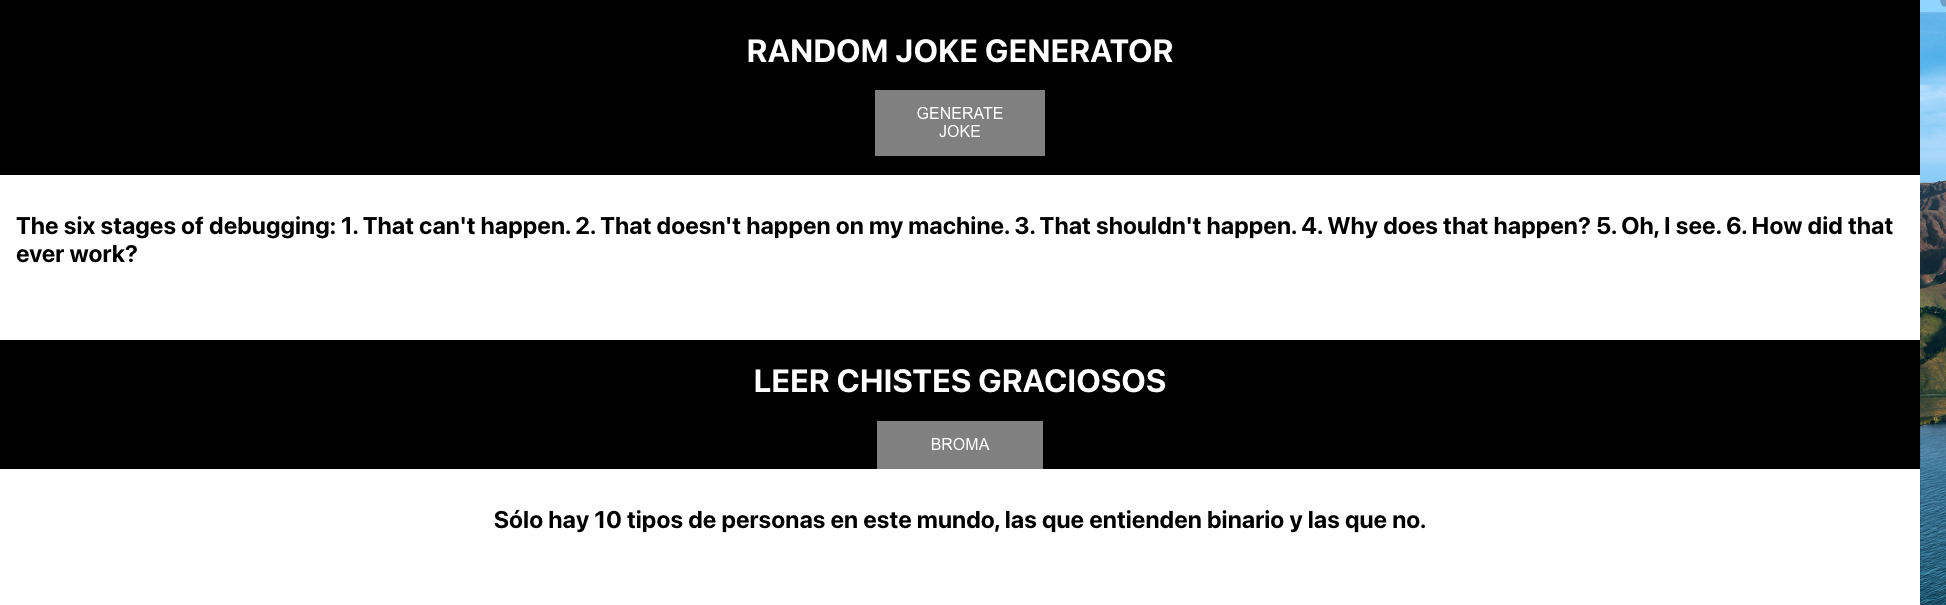 RANDOM JOKE GENERATOR
GENERATE
JOKE
The six stages of debugging: 1. That can't happen. 2. That doesn't happen on my machine. 3. That shouldn't happen. 4. Why does that happen? 5. Oh, I see. 6. How did that
ever work?
LEER CHISTES GRACIOSOS
BROMA
Sólo hay 10 tipos de personas en este mundo, las que entienden binario y las que no.